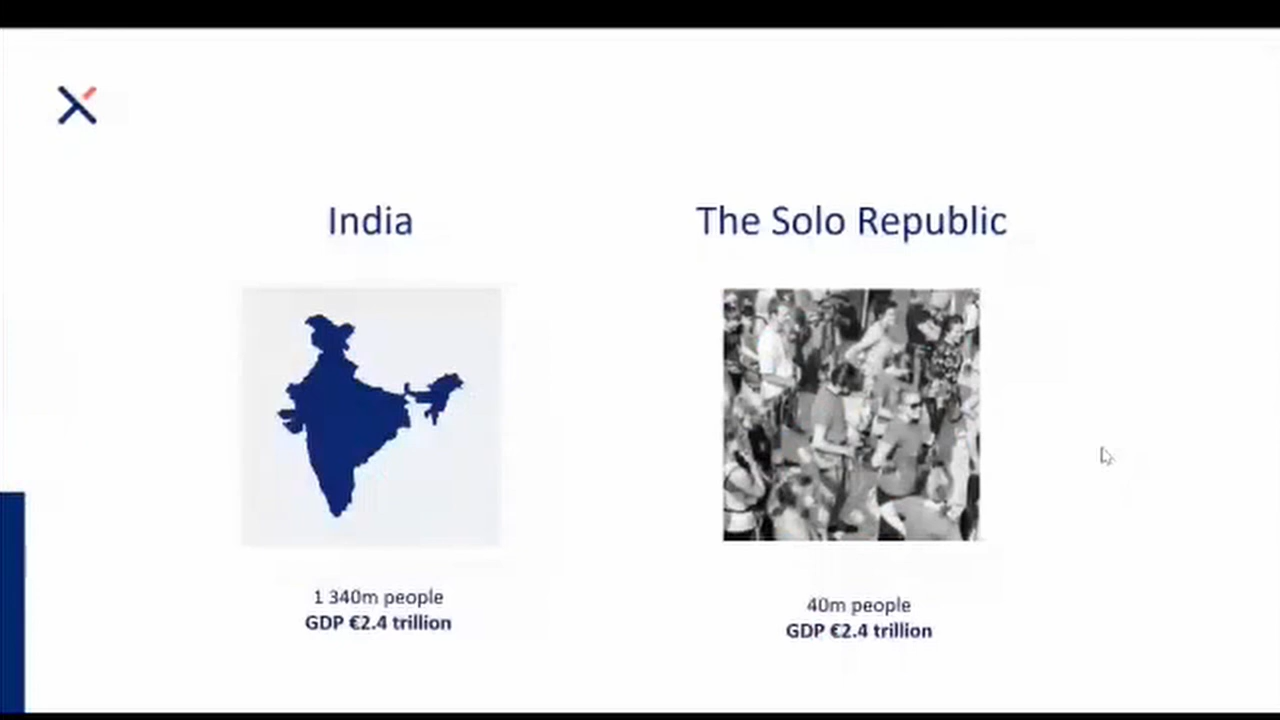 India
The Solo Republic
1 340m people
GDP €2.4 trillion
40m people
GDP €2.4 trillion